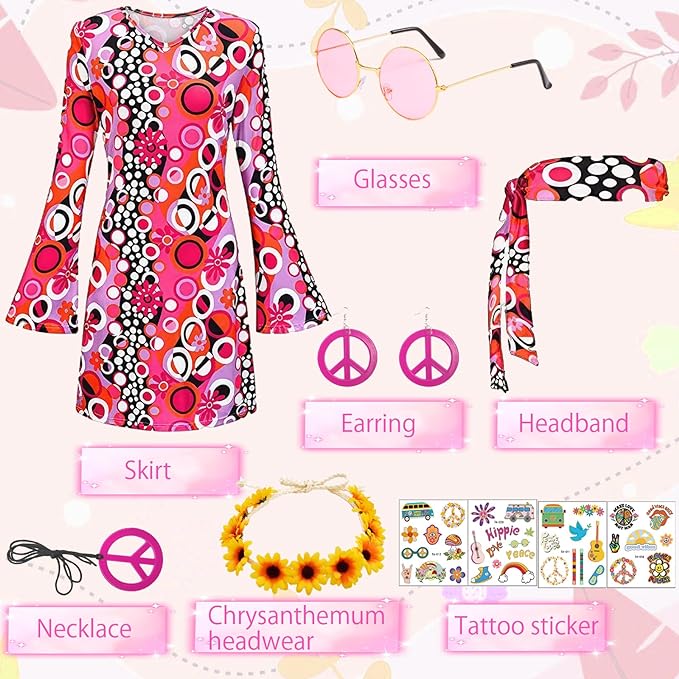 Glasses
Earring
Headband
Skirt
Hippie
Peace
Necklace
Chrysanthemum
headwear
Tattoo sticker